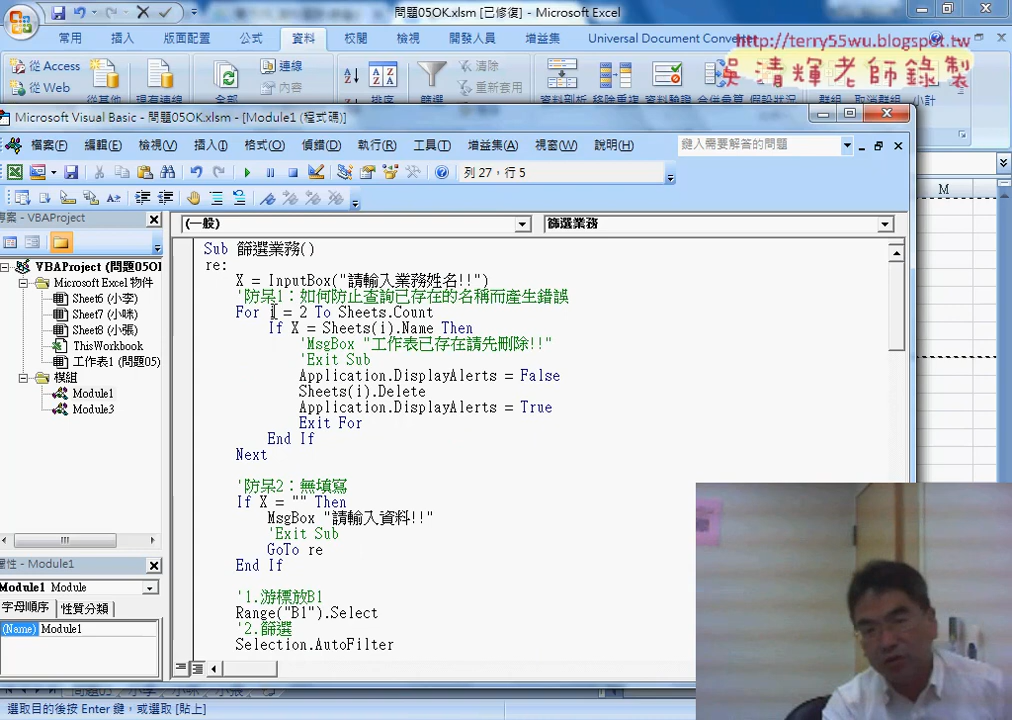 問題05OK.xlsm [已修復] - Microsoft Excel
常用 插入 版面配置 公式 資料 校閱 檢視 開發人員 增益集 Universal Document Conver
http://terry55wu.blogspot.tw
吳清輝老師錄製
從 Access
從 Web
連線
內容
清除
重新套用
Microsoft Visual Basic - 問題05OK.xlsm - [Module1 (程式碼)]
檔案(F) 編輯(E) 檢視(V) 插入(I) 格式(O) 偵錯(D) 執行(R) 工具(T) 增益集(A) 視窗(W) 說明(H)
鍵入需要解答的問題
列 27，行 5
專案 - VBAProject
(一般)
篩選業務
VBAProject (問題05O
Microsoft Excel 物件
Sheet6 (小李)
Sheet7 (小咪)
Sheet8 (小張)
ThisWorkbook
工作表1 (問題05)
模組
Module1
Module3
屬性 - Module1
Module1 Module
字母順序 性質分類
(Name) Module1
Sub 篩選業務()
re:
X = InputBox("請輸入業務姓名!!")
'防呆1：如何防止查詢已存在的名稱而產生錯誤
For i = 2 To Sheets.Count
If X = Sheets(i).Name Then
'MsgBox "工作表已存在請先刪除!!"
'Exit Sub
Application.DisplayAlerts = False
Sheets(i).Delete
Application.DisplayAlerts = True
Exit For
End If
Next
'防呆2：無填寫
If X = "" Then
MsgBox "請輸入資料!!"
'Exit Sub
GoTo re
End If
'1.游標放B1
Range("B1").Select
'2.篩選
Selection.AutoFilter
M
選取目的後按 Enter 鍵，或選取 [貼上]